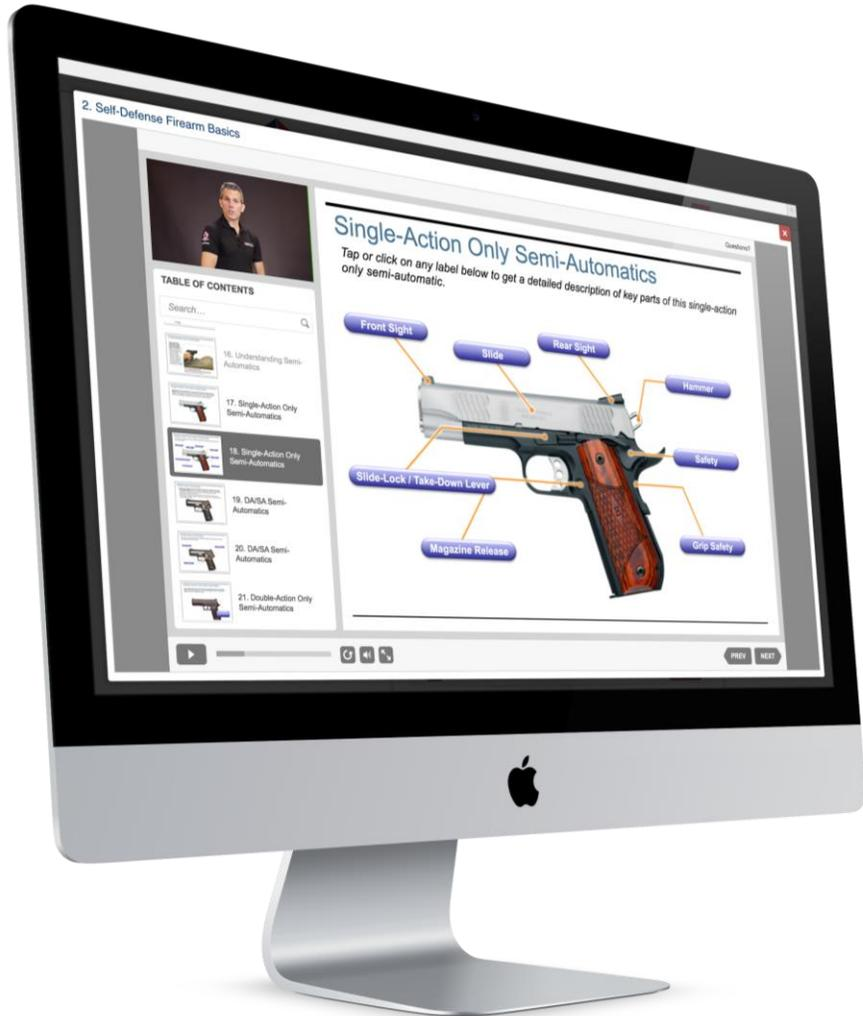 2. Self-Defense Firearm Basics
Questions?
TABLE OF CONTENTS
Search...
16. Understanding Semi-
Automatics
17. Single-Action Only
Semi-Automatics
18. Single-Action Only
Semi-Automatics
19. DA/SA Semi-
Automatics
20. DA/SA Semi-
Automatics
21. Double-Action Only
Semi-Automatics
Single-Action Only Semi-Automatics
Tap or click on any label below to get a detailed description of key parts of this single-action
only semi-automatic.
Front Sight
Slide
Rear Sight
Hammer
Safety
Slide-Lock / Take-Down Lever
Magazine Release
Grip Safety
PREV
NEXT